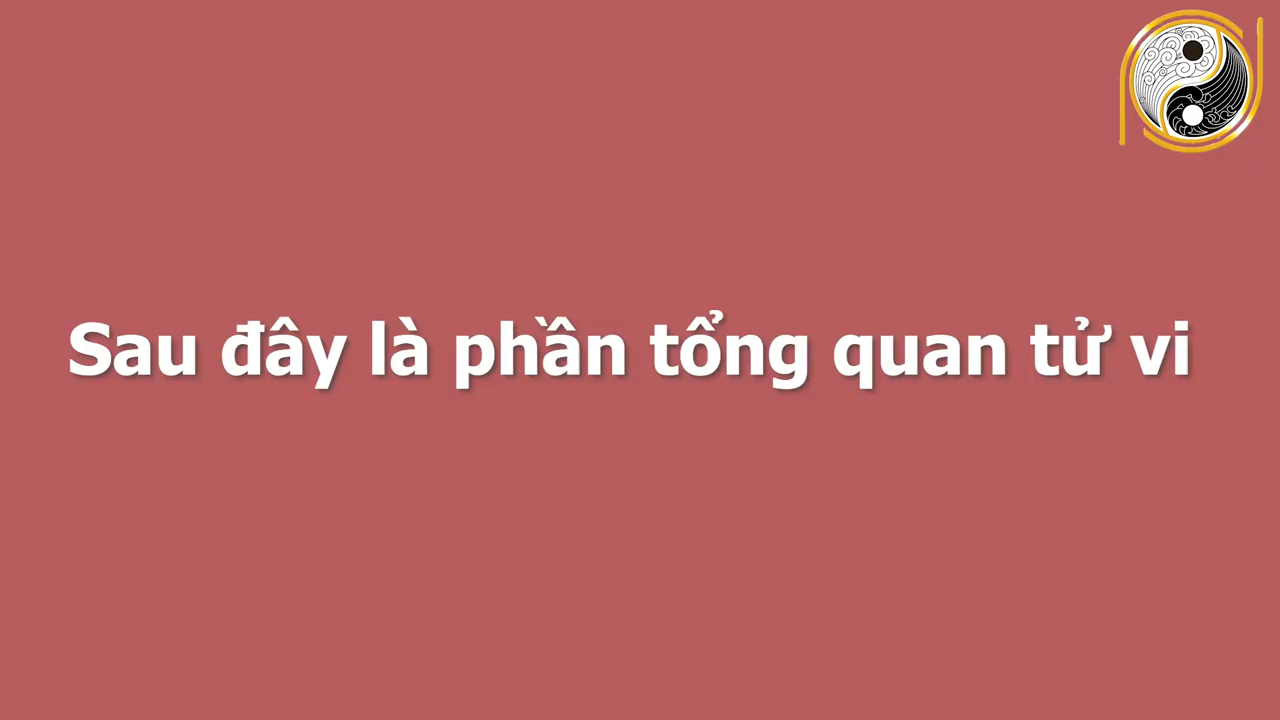 Sau đây là phần tổng quan tử vi